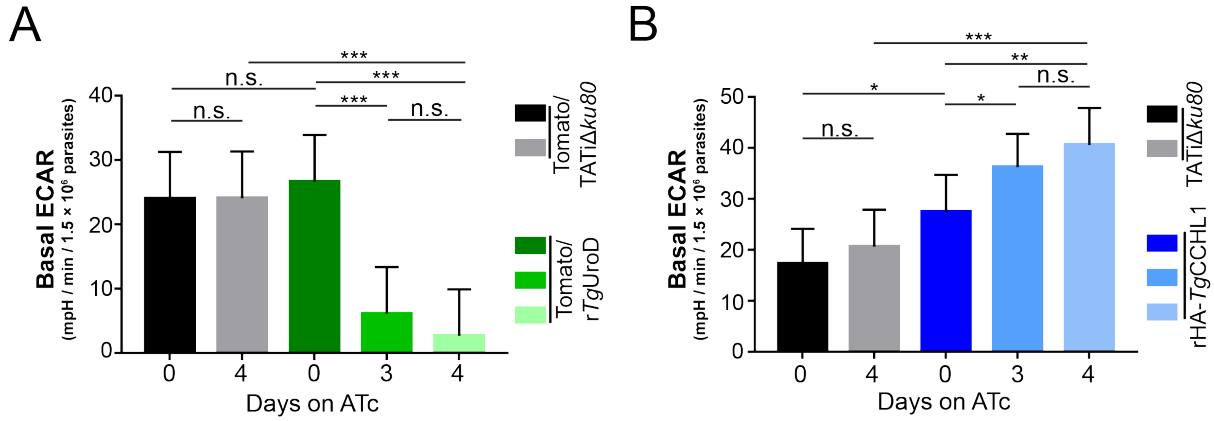 A
***
n.s.
***
***
n.s.
n.s.
40
30
20
10
0
Basal ECAR
(mpH / min / 1.5 × 10⁶ parasites)
0 4 0 3 4
Days on ATc
Tomato/
TATiΔku80
Tomato/
rTgUroD
B
***
**
n.s.
*
*
n.s.
50
40
30
20
10
0
Basal ECAR
(mpH / min / 1.5 × 10⁶ parasites)
0 4 0 3 4
Days on ATc
TATiΔku80
rHA-TgCCHL1